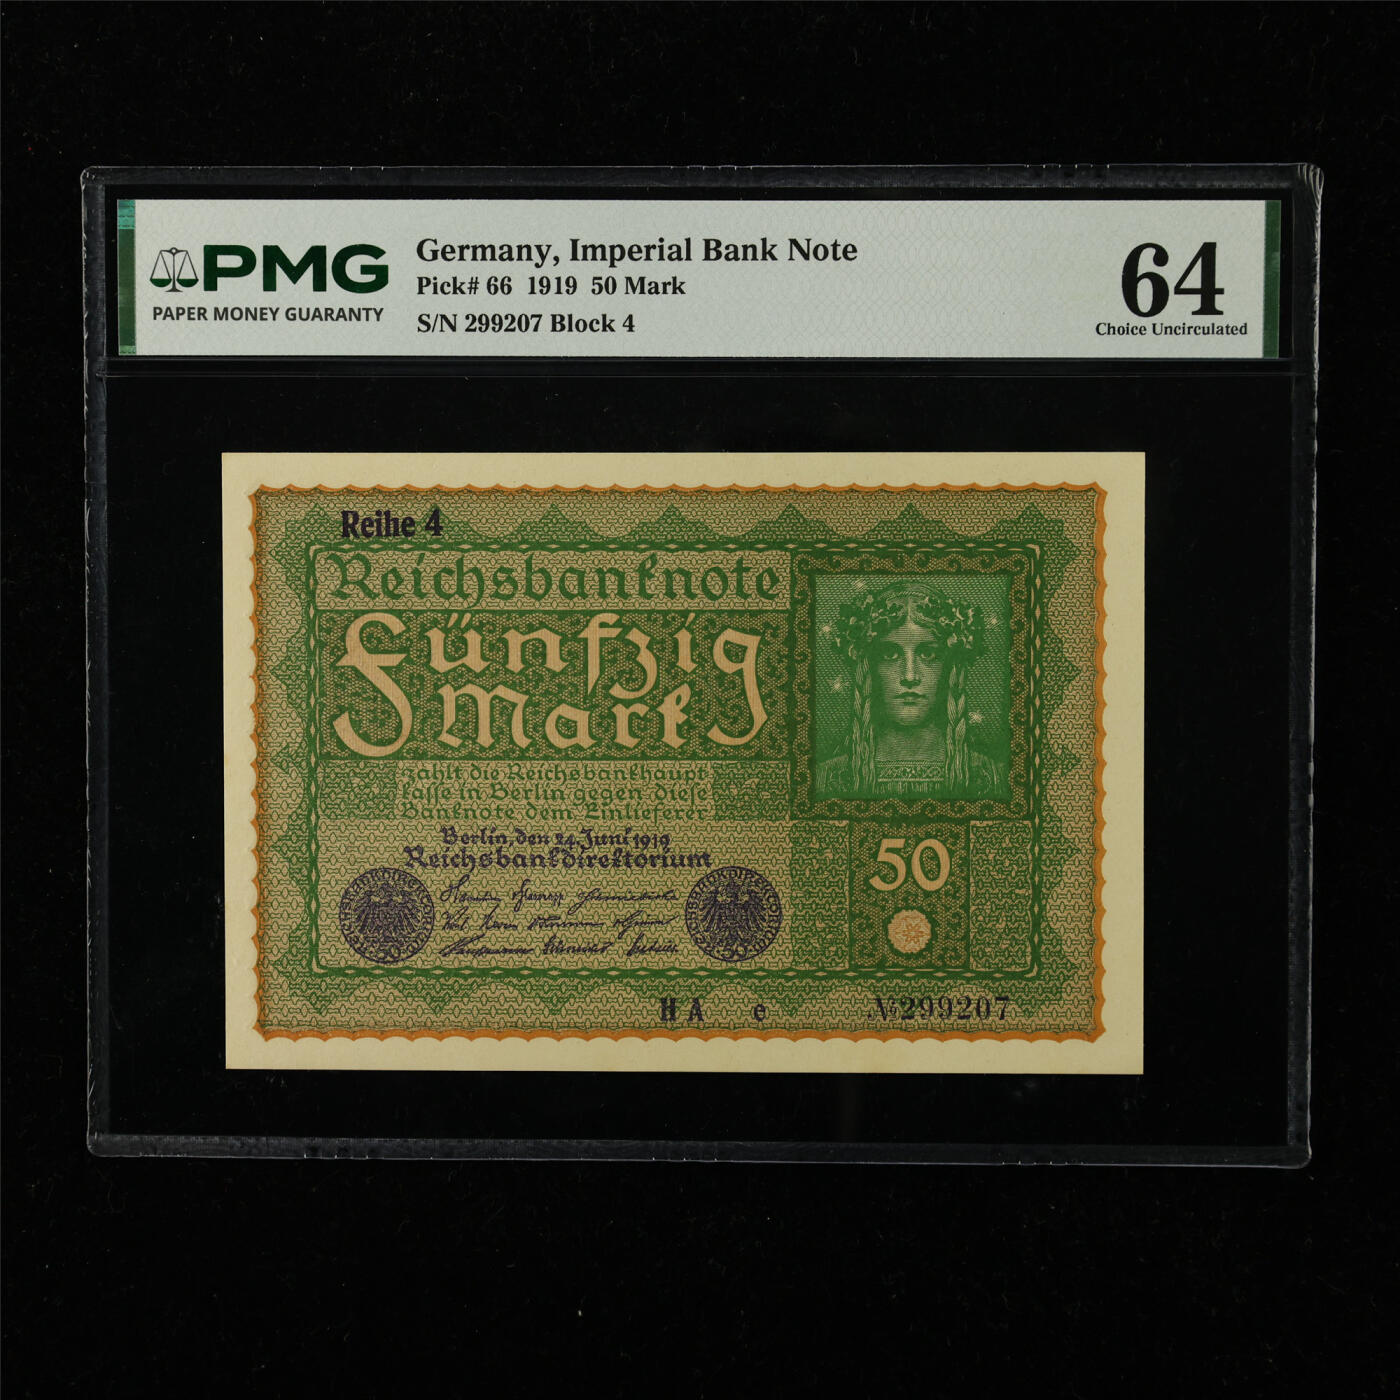 PMG
PAPER MONEY GUARANTY
Germany, Imperial Bank Note
Pick# 66 1919 50 Mark
S/N 299207 Block 4
64
Choice Uncirculated
Reihe 4
Reichsbanknote
Fünfzig
Mark
zahlt die Reichsbankhaupt
kasse in Berlin gegen diese
Banknote dem Einlieferer
Berlin, den 24. Juni 1919
Reichsbankdirektorium
50
H A e № 299207